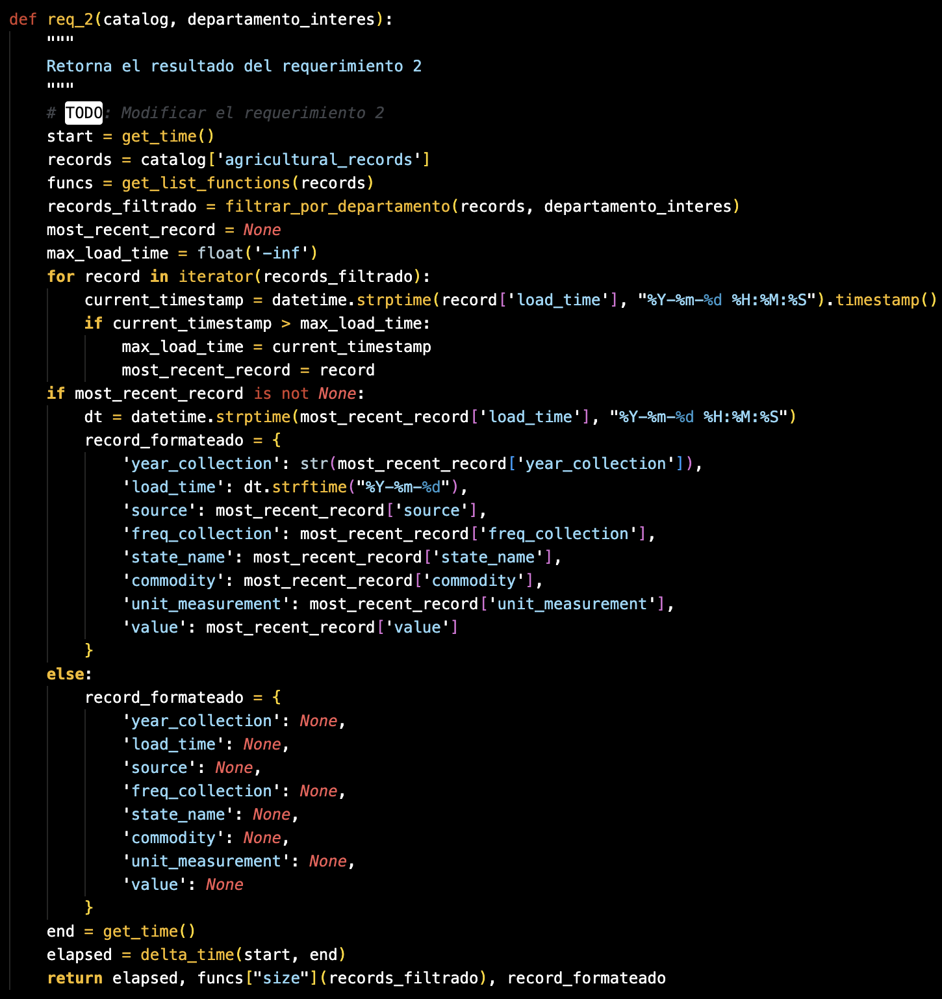 def req_2(catalog, departamento_interes):
    """
    Retorna el resultado del requerimiento 2
    """
    # TODO: Modificar el requerimiento 2
    start = get_time()
    records = catalog['agricultural_records']
    funcs = get_list_functions(records)
    records_filtrado = filtrar_por_departamento(records, departamento_interes)
    most_recent_record = None
    max_load_time = float('-inf')
    for record in iterator(records_filtrado):
        current_timestamp = datetime.strptime(record['load_time'], "%Y-%m-%d %H:%M:%S").timestamp()
        if current_timestamp > max_load_time:
            max_load_time = current_timestamp
            most_recent_record = record
    if most_recent_record is not None:
        dt = datetime.strptime(most_recent_record['load_time'], "%Y-%m-%d %H:%M:%S")
        record_formateado = {
            'year_collection': str(most_recent_record['year_collection']),
            'load_time': dt.strftime("%Y-%m-%d"),
            'source': most_recent_record['source'],
            'freq_collection': most_recent_record['freq_collection'],
            'state_name': most_recent_record['state_name'],
            'commodity': most_recent_record['commodity'],
            'unit_measurement': most_recent_record['unit_measurement'],
            'value': most_recent_record['value']
        }
    else:
        record_formateado = {
            'year_collection': None,
            'load_time': None,
            'source': None,
            'freq_collection': None,
            'state_name': None,
            'commodity': None,
            'unit_measurement': None,
            'value': None
        }
    end = get_time()
    elapsed = delta_time(start, end)
    return elapsed, funcs["size"](records_filtrado), record_formateado